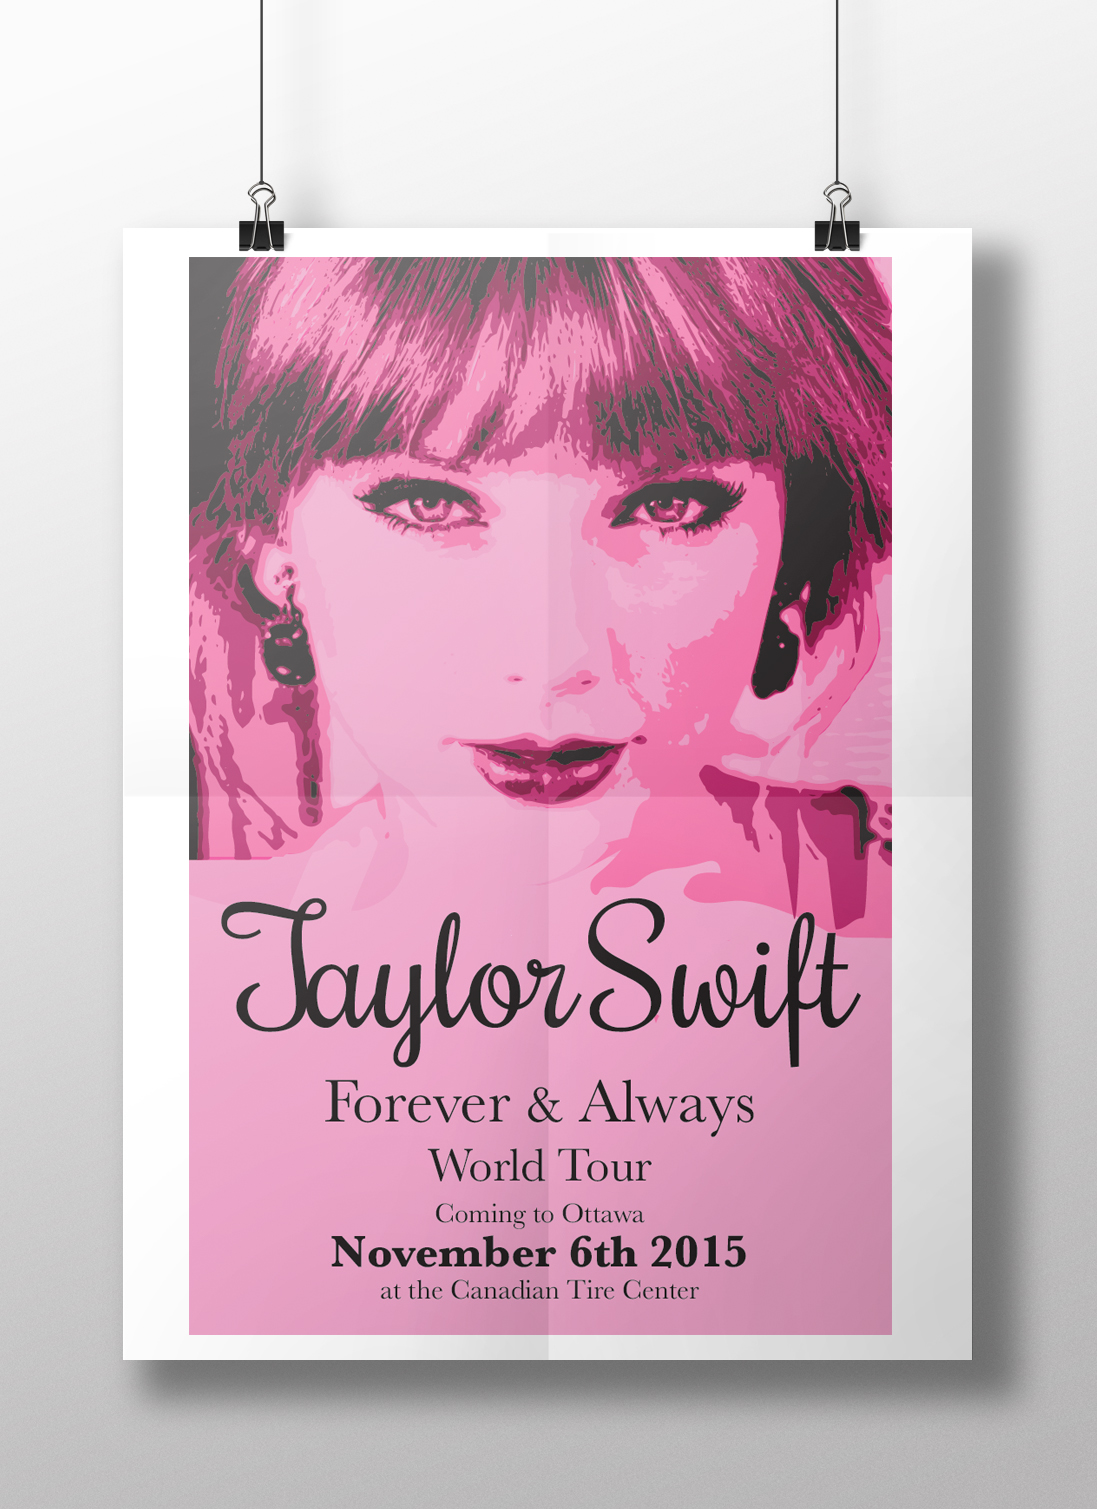 Taylor Swift
Forever & Always
World Tour
Coming to Ottawa
November 6th 2015
at the Canadian Tire Center